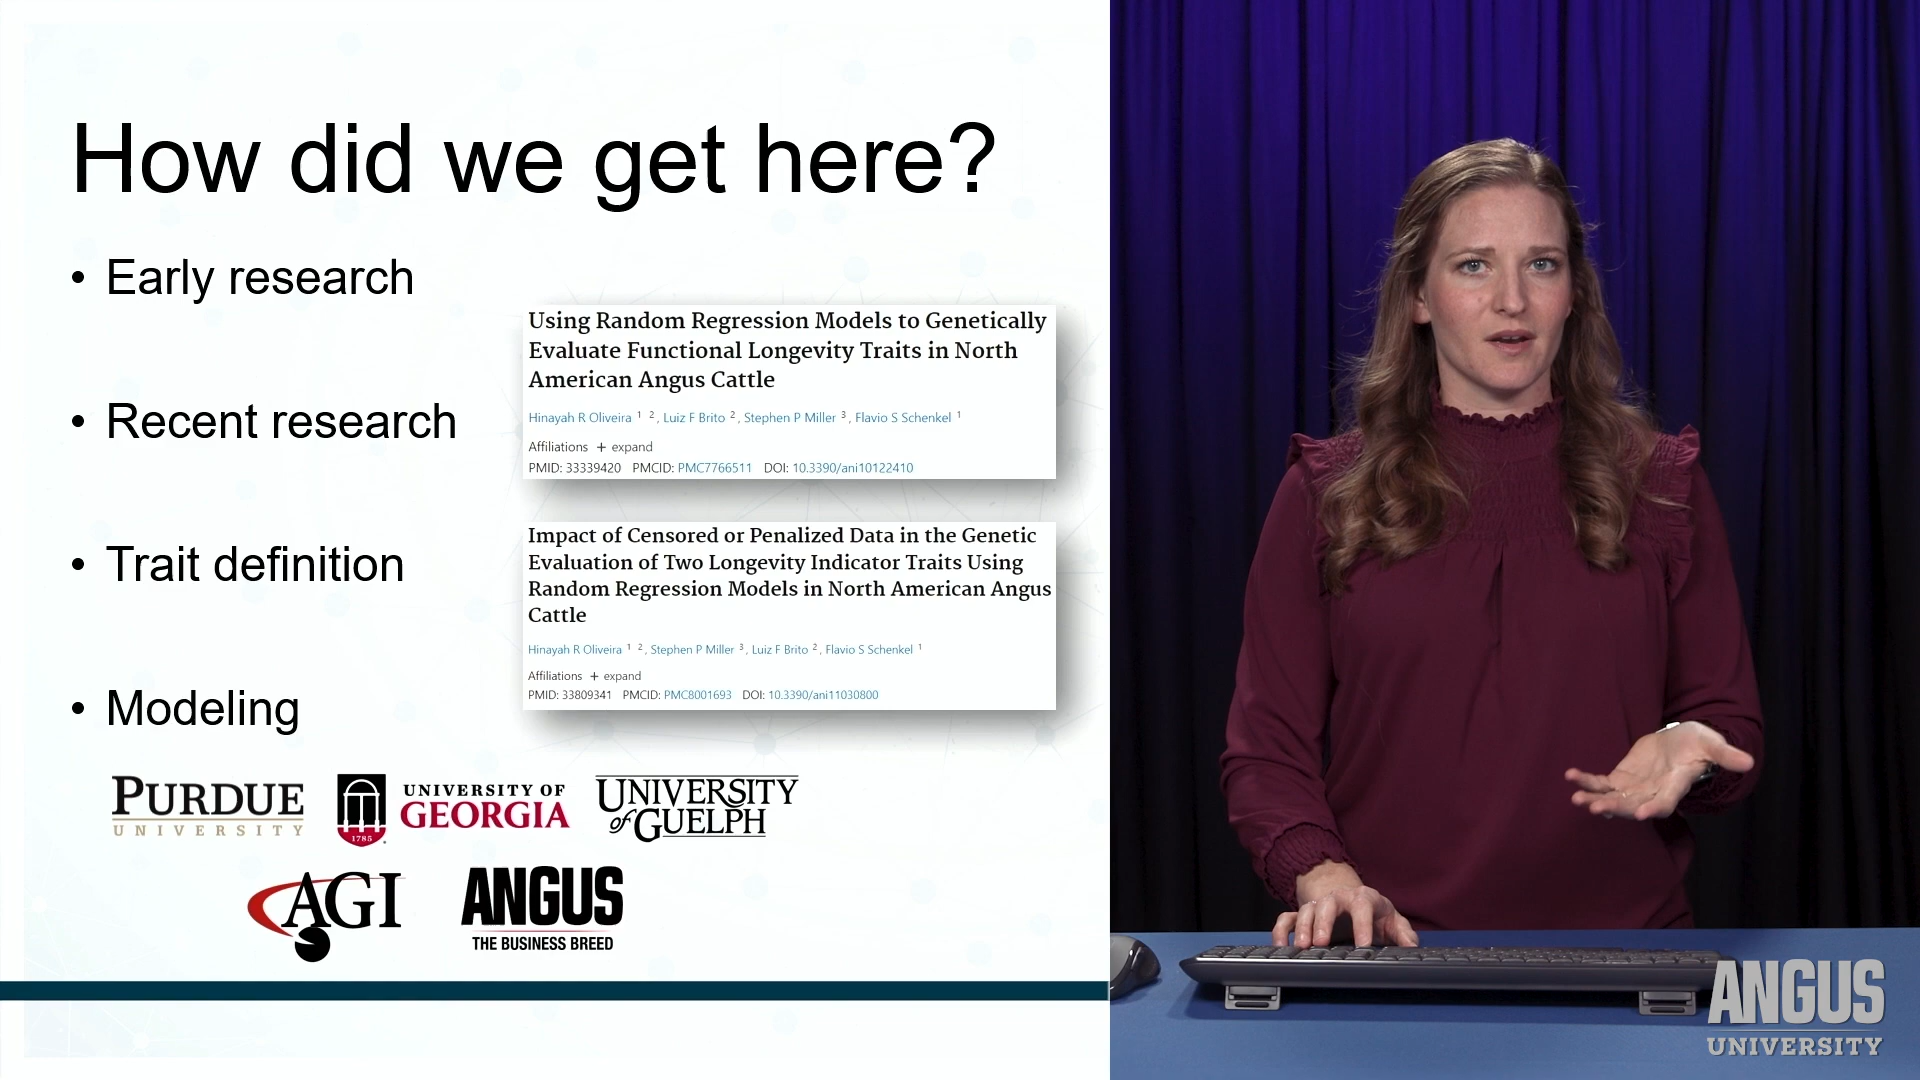 How did we get here?
• Early research
• Recent research
• Trait definition
• Modeling
Using Random Regression Models to Genetically
Evaluate Functional Longevity Traits in North
American Angus Cattle
Hinayah R Oliveira 1 2, Luiz F Brito 2, Stephen P Miller 3, Flavio S Schenkel 1
Affiliations + expand
PMID: 33339420 PMCID: PMC7766511 DOI: 10.3390/ani10122410
Impact of Censored or Penalized Data in the Genetic
Evaluation of Two Longevity Indicator Traits Using
Random Regression Models in North American Angus
Cattle
Hinayah R Oliveira 1 2, Stephen P Miller 3, Luiz F Brito 2, Flavio S Schenkel 1
Affiliations + expand
PMID: 33809341 PMCID: PMC8001693 DOI: 10.3390/ani11030800
PURDUE
UNIVERSITY
1785
UNIVERSITY OF
GEORGIA
UNIVERSITY
of GUELPH
AGI
ANGUS
THE BUSINESS BREED
ANGUS
UNIVERSITY